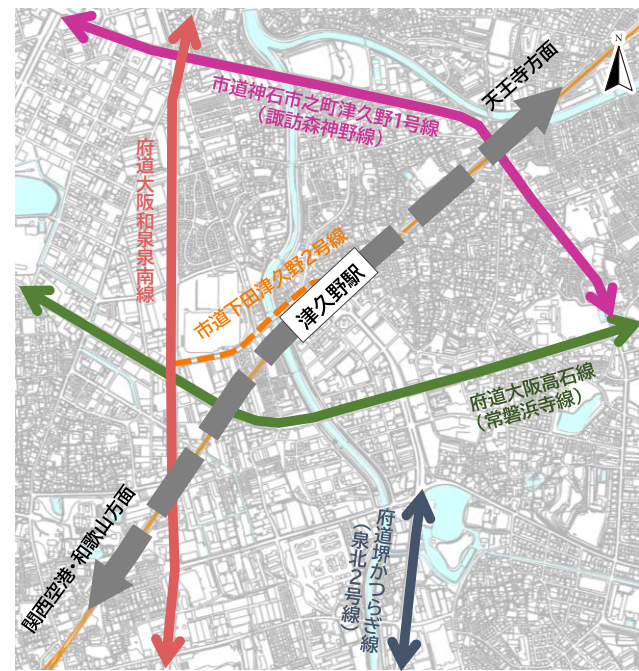 N
天王寺方面
市道神石市之町津久野1号線
（諏訪森神野線）
府道大阪和泉泉南線
市道下田津久野2号線
津久野駅
府道大阪高石線
（常磐浜寺線）
関西空港・和歌山方面
府道堺かつらぎ線
（泉北2号線）